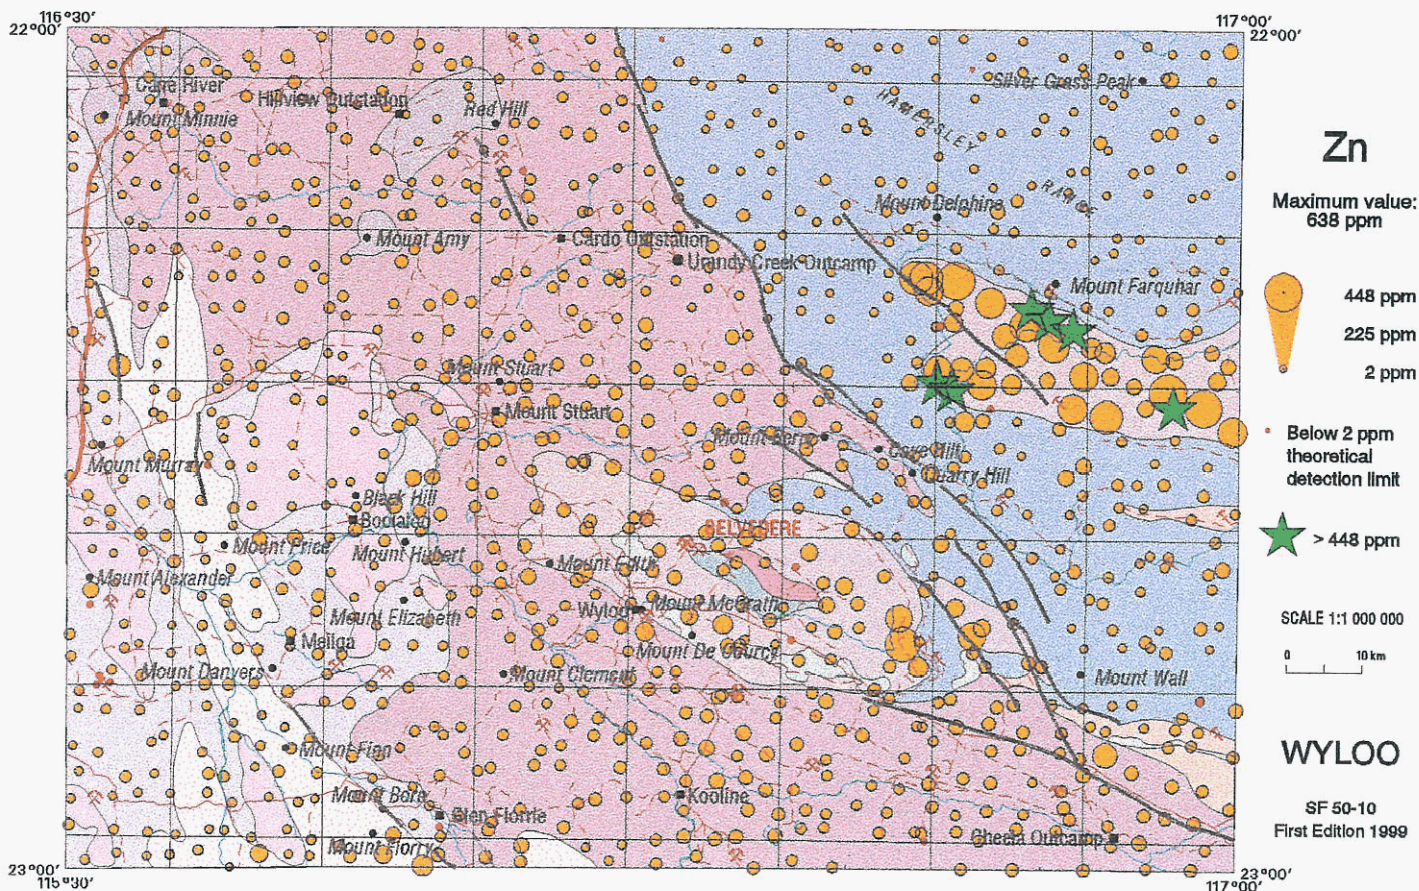 116°30'
117°00'
22°00'
22°00'
Cane River
Mount Minnie
Hillview Outstation
Red Hill
Silver Grass Peak
HAMERSLEY
RANGE
Mount Delphine
Mount Amy
Cardo Outstation
Urandy Creek Outcamp
Mount Farquhar
Mount Stuart
Mount Stuart
Mount Berry
Cave Hill
Quarry Hill
Mount Murray
Black Hill
Boolaloo
BELVEDERE
Mount Price
Mount Hubert
Mount Edith
Mount Alexander
Mount Elizabeth
Wyloo
Mount McGrath
Meilga
Mount De Courcy
Mount Danvers
Mount Clement
Mount Wall
Mount Finn
Mount Bore
Kooline
Glen Florrie
Cheela Outcamp
Mount Florry
23°00'
115°30'
23°00'
117°00'
Zn
Maximum value:
638 ppm
448 ppm
225 ppm
2 ppm
Below 2 ppm
theoretical
detection limit
> 448 ppm
SCALE 1:1 000 000
0 10 km
WYLOO
SF 50-10
First Edition 1999